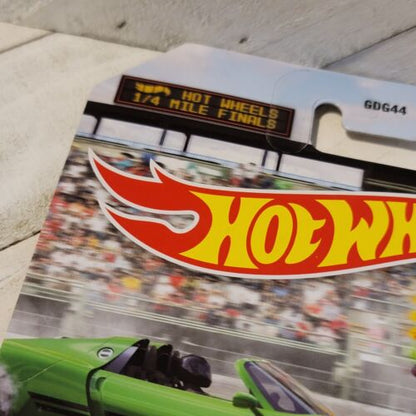 HOT WHEELS
1/4 MILE FINALS
GDG44
HOT WH